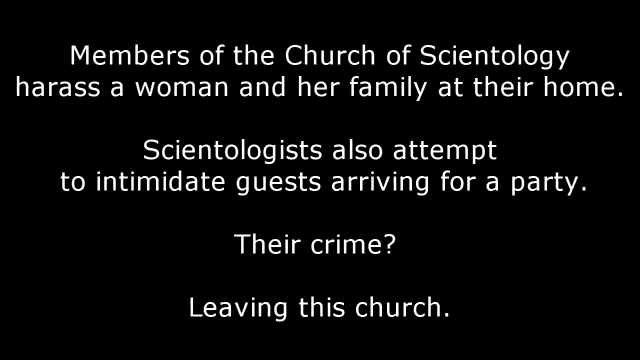 Members of the Church of Scientology
harass a woman and her family at their home.
Scientologists also attempt
to intimidate guests arriving for a party.
Their crime?
Leaving this church.